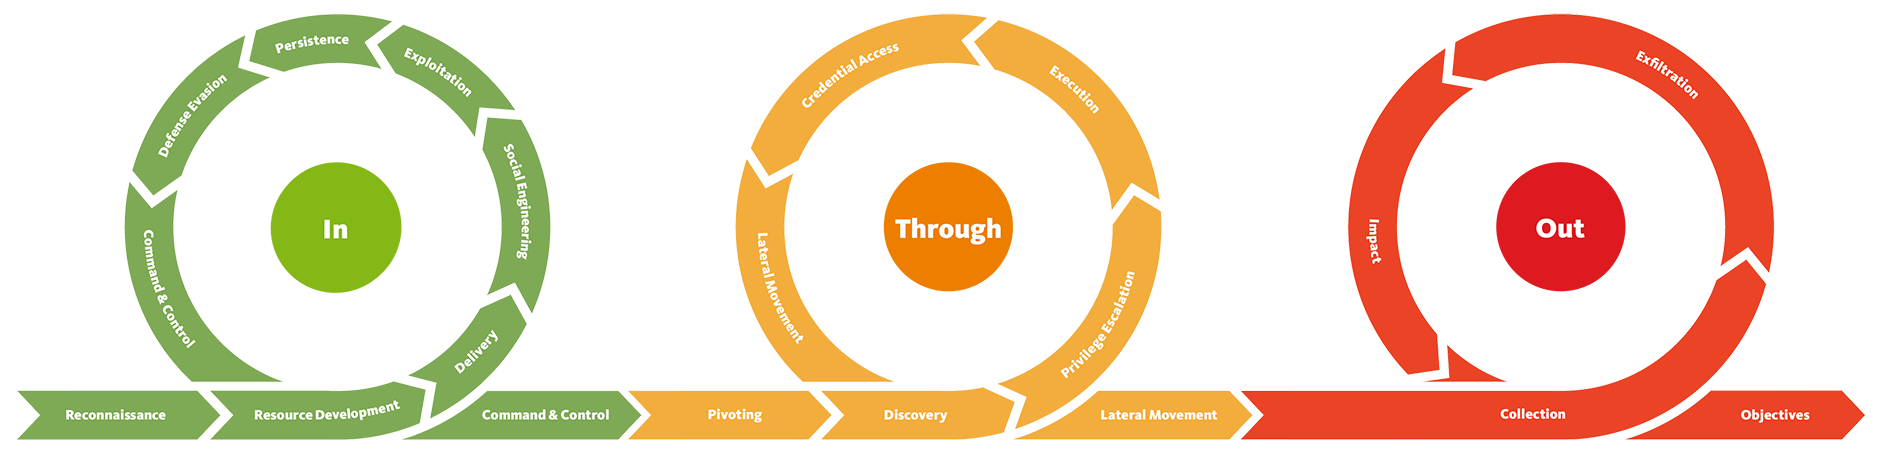 Reconnaissance
Resource Development
Delivery
Social Engineering
Exploitation
Persistence
Defense Evasion
Command & Control
Command & Control
In
Pivoting
Discovery
Privilege Escalation
Execution
Credential Access
Lateral Movement
Lateral Movement
Through
Collection
Exfiltration
Impact
Objectives
Out